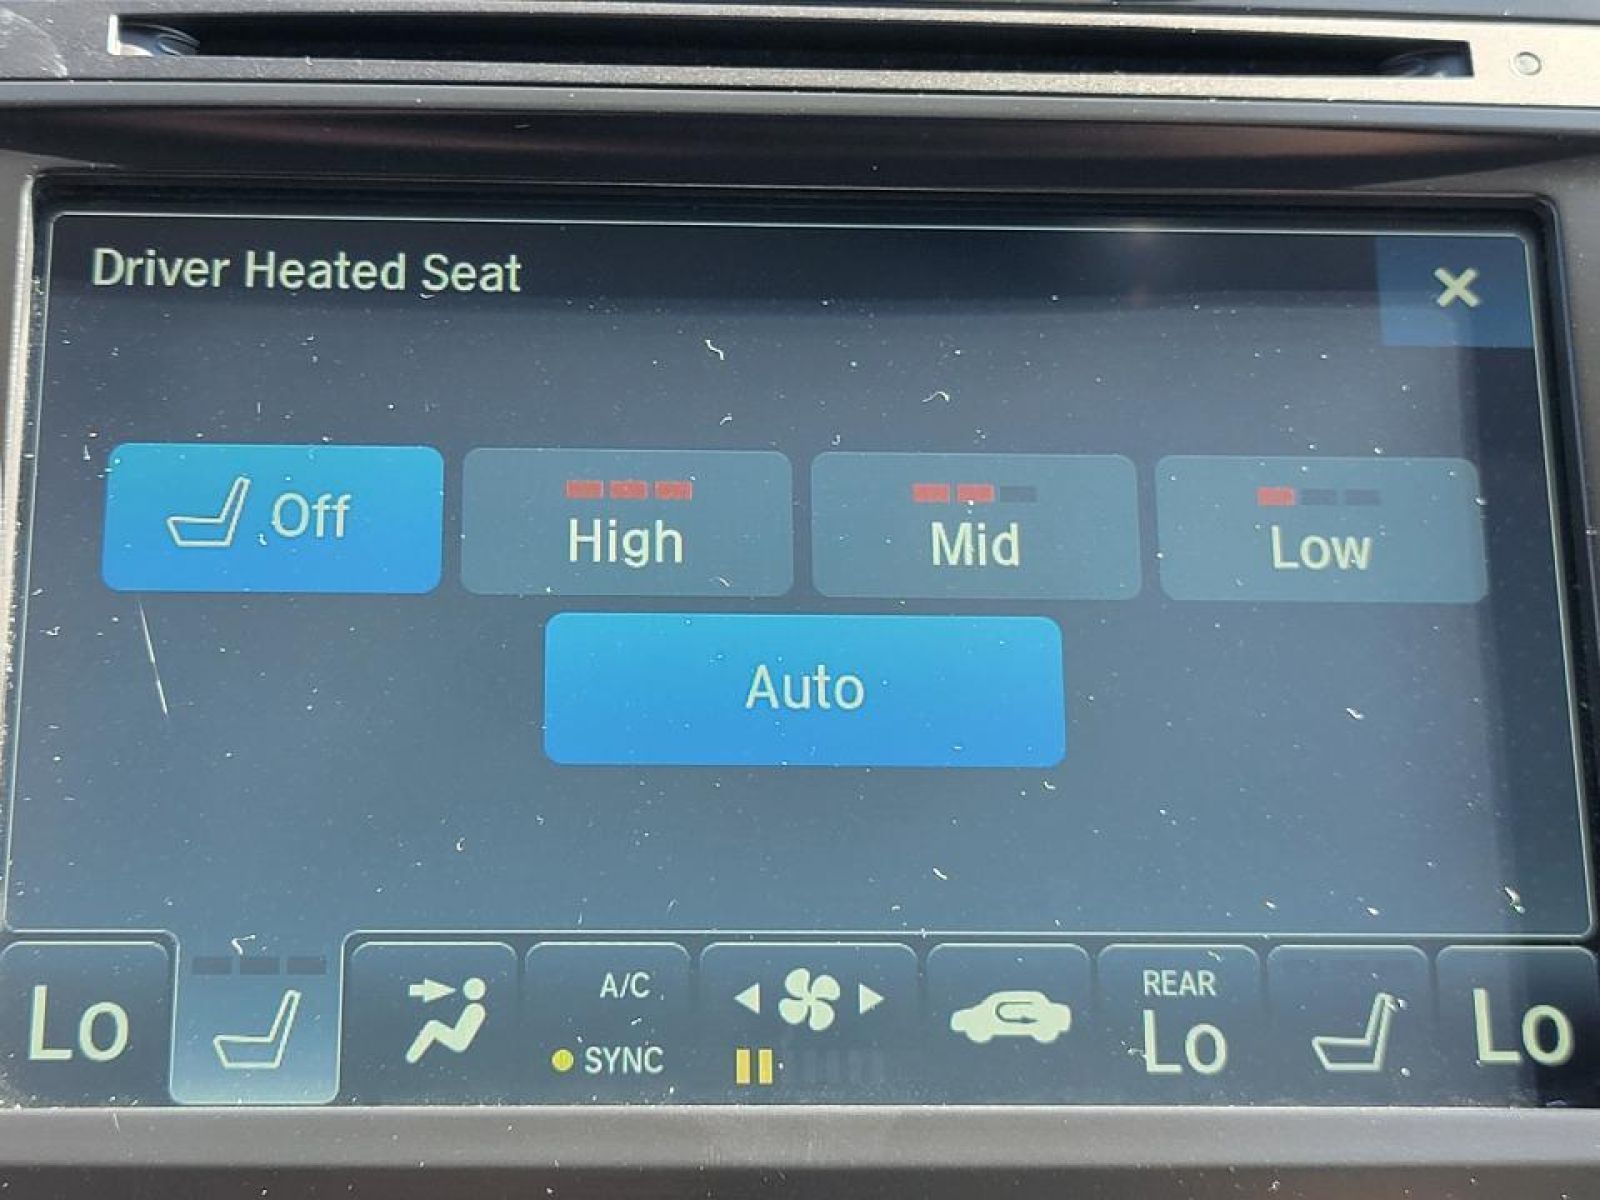 Driver Heated Seat
Off
High
Mid
Low
Auto
Lo
A/C
SYNC
REAR
Lo
Lo